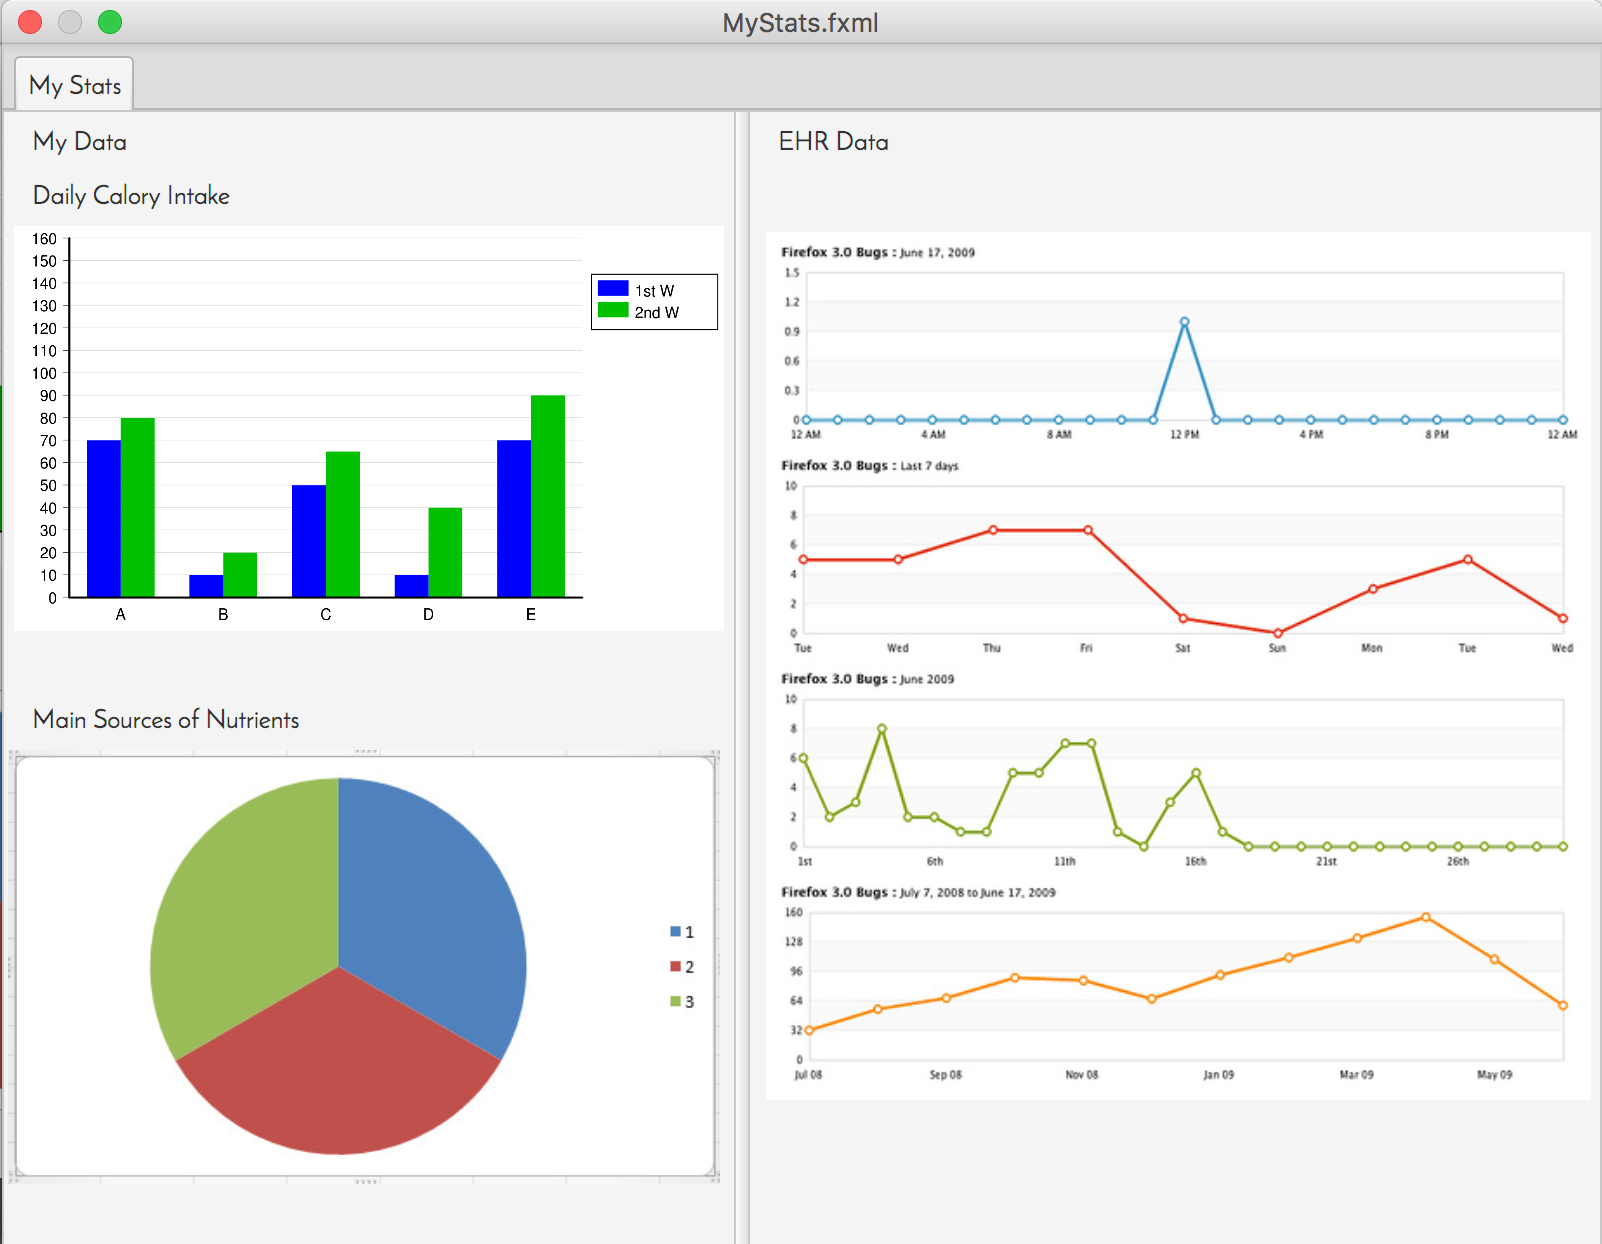 MyStats.fxml
My Stats
My Data
Daily Calory Intake
160
150
140
130
120
110
100
90
80
70
60
50
40
30
20
10
0
A B C D E
1st W
2nd W
Main Sources of Nutrients
1
2
3
EHR Data
Firefox 3.0 Bugs : June 17, 2009
1.5
1.2
0.9
0.6
0.3
0
12 AM 4 AM 8 AM 12 PM 4 PM 8 PM 12 AM
Firefox 3.0 Bugs : Last 7 days
10
8
6
4
2
0
Tue Wed Thu Fri Sat Sun Mon Tue Wed
Firefox 3.0 Bugs : June 2009
10
8
6
4
2
0
1st 6th 11th 16th 21st 26th
Firefox 3.0 Bugs : July 7, 2008 to June 17, 2009
160
128
96
64
32
0
Jul 08 Sep 08 Nov 08 Jan 09 Mar 09 May 09